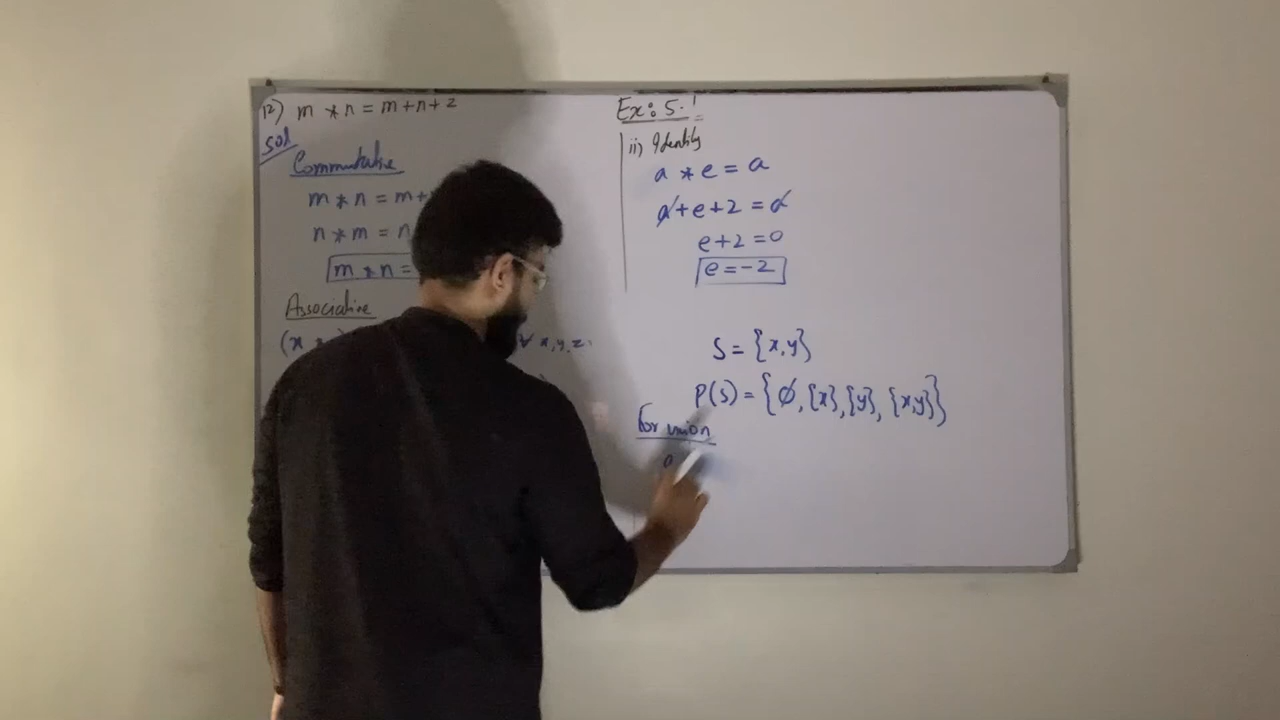 12) m * n = m+n+2
Sol
Commutative
m * n = m+
n * m = n
m * n =
Associative
(x *
∀ x,y,z,
Ex: 5.1
ii) Identity
a * e = a
a+e+2 = a
e+2=0
e=-2
S = {x,y}
P(S) = {∅,{x},{y},{x,y}}
For union